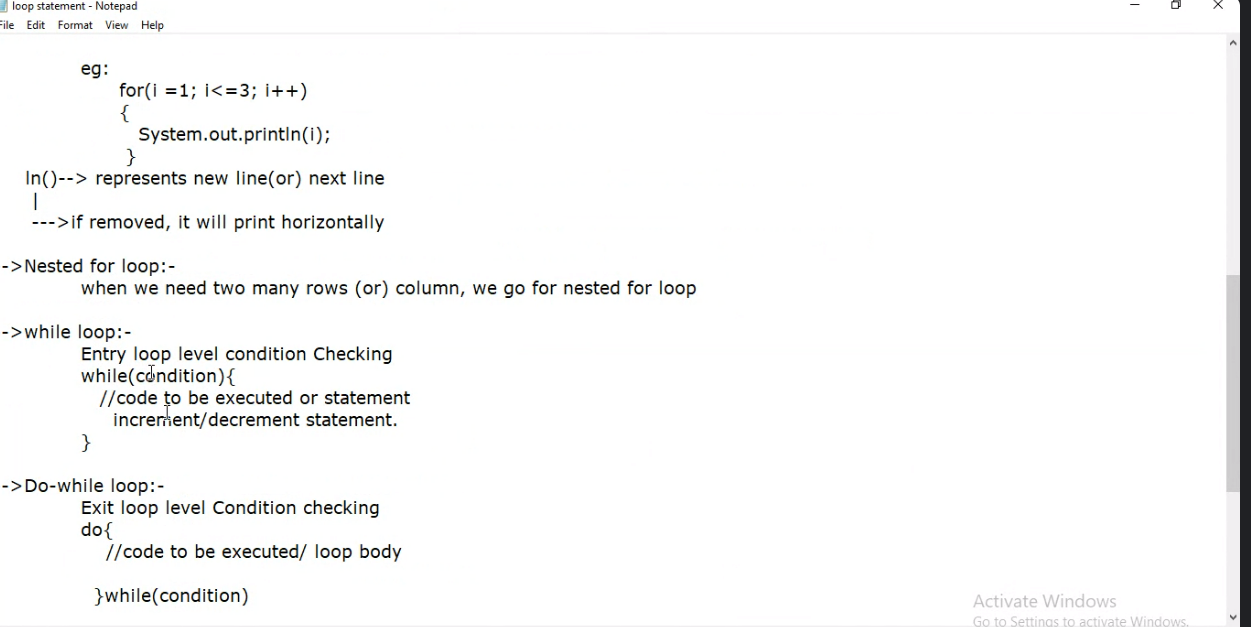 loop statement - Notepad
File Edit Format View Help
eg:
for(i =1; i<=3; i++)
{
System.out.println(i);
}
ln()--> represents new line(or) next line
|
--->if removed, it will print horizontally
->Nested for loop:-
when we need two many rows (or) column, we go for nested for loop
->while loop:-
Entry loop level condition Checking
while(condition){
//code to be executed or statement
increment/decrement statement.
}
->Do-while loop:-
Exit loop level Condition checking
do{
//code to be executed/ loop body
}while(condition)
Activate Windows
Go to Settings to activate Windows.